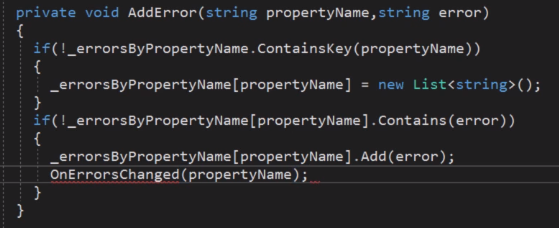 private void AddError(string propertyName,string error)
{
if(!_errorsByPropertyName.ContainsKey(propertyName))
{
_errorsByPropertyName[propertyName] = new List<string>();
}
if(!_errorsByPropertyName[propertyName].Contains(error))
{
_errorsByPropertyName[propertyName].Add(error);
OnErrorsChanged(propertyName);
}
}